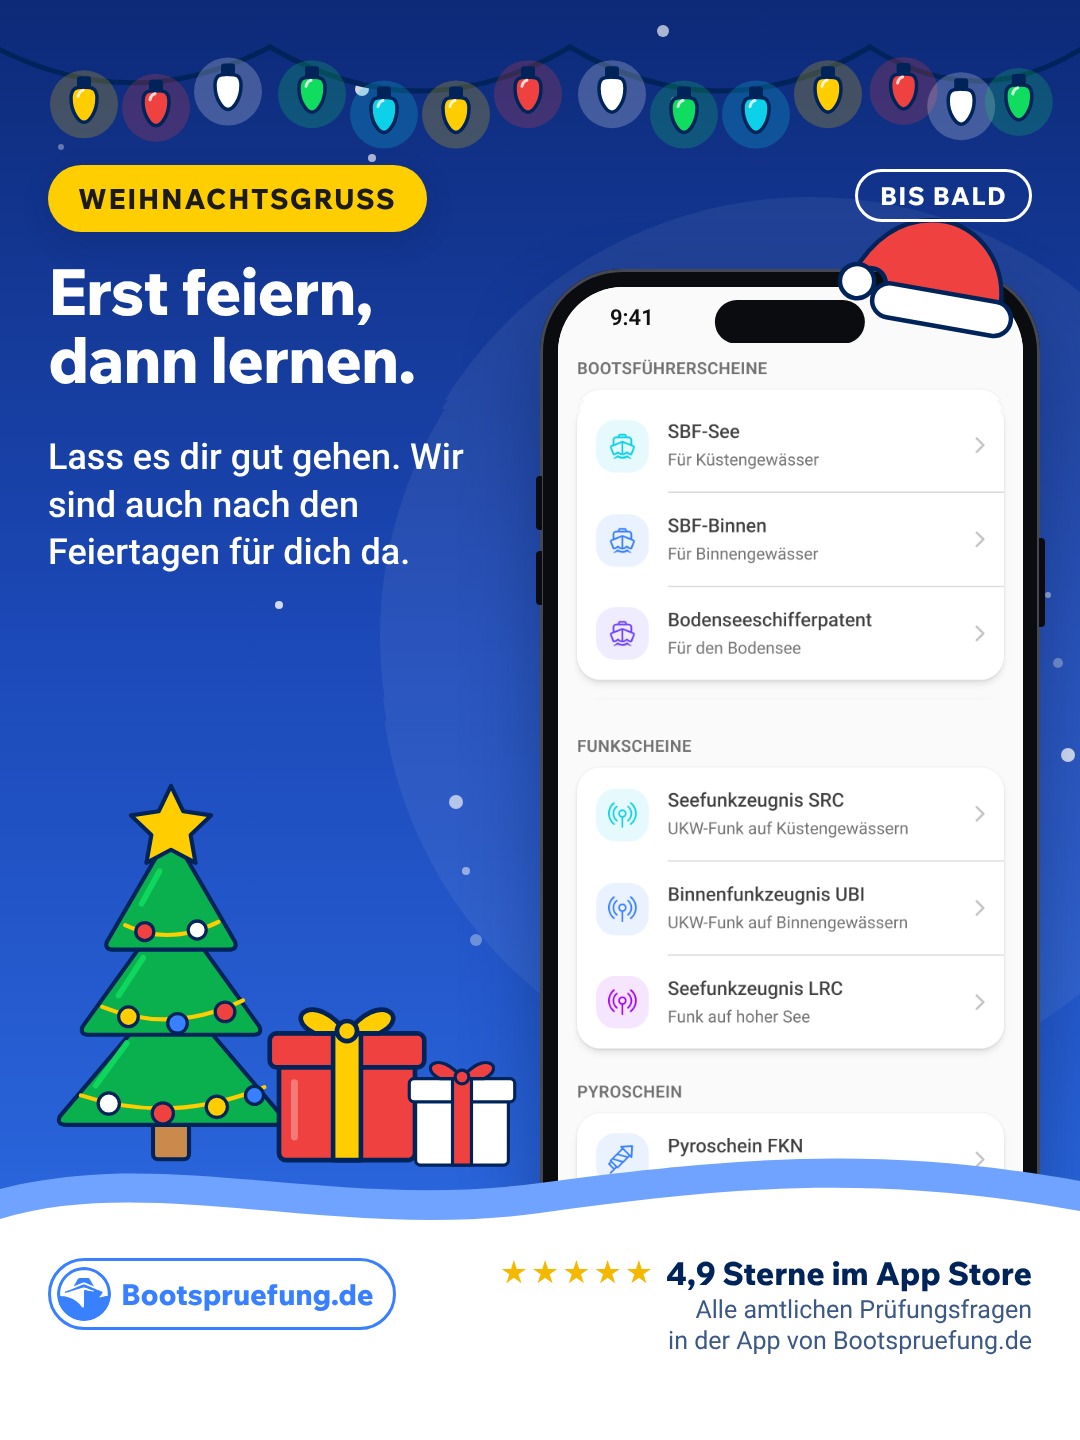 WEIHNACHTSGRUSS
BIS BALD
Erst feiern,
dann lernen.
Lass es dir gut gehen. Wir
sind auch nach den
Feiertagen für dich da.
9:41
BOOTSFÜHRERSCHEINE
SBF-See
Für Küstengewässer
SBF-Binnen
Für Binnengewässer
Bodenseeschifferpatent
Für den Bodensee
FUNKSCHEINE
Seefunkzeugnis SRC
UKW-Funk auf Küstengewässern
Binnenfunkzeugnis UBI
UKW-Funk auf Binnengewässern
Seefunkzeugnis LRC
Funk auf hoher See
PYROSCHEIN
Pyroschein FKN
Bootspruefung.de
★★★★★ 4,9 Sterne im App Store
Alle amtlichen Prüfungsfragen
in der App von Bootspruefung.de